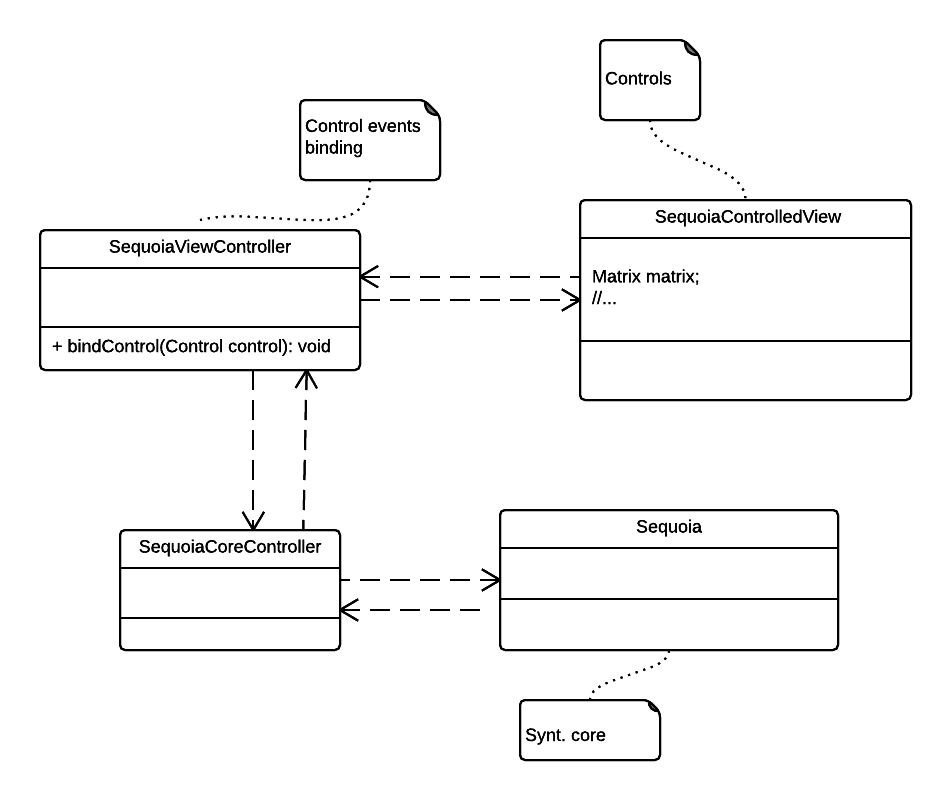 Controls
Control events
binding
SequoiaControlledView
SequoiaViewController
Matrix matrix;
//...
+ bindControl(Control control): void
Sequoia
SequoiaCoreController
Synt. core